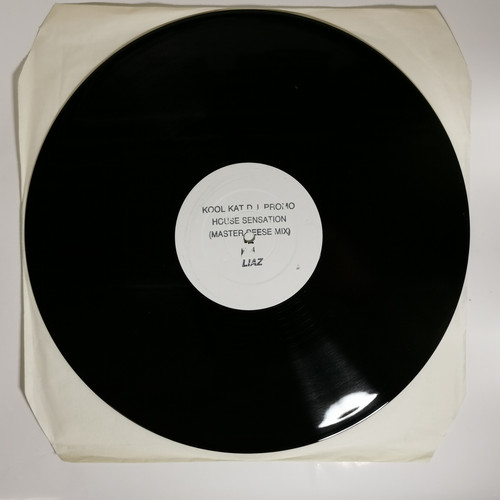 KOOL KAT D.J. PROMO
HOUSE SENSATION
(MASTER REESE MIX)
LIAZ